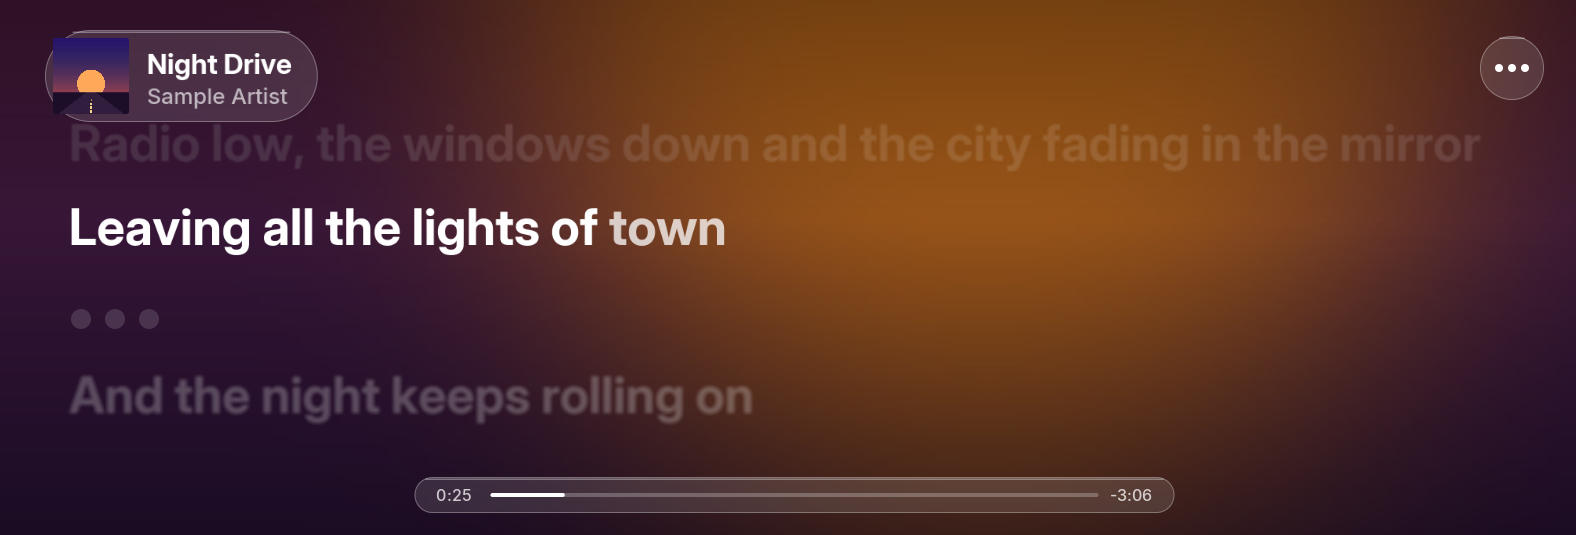 Night Drive
Sample Artist
Radio low, the windows down and the city fading in the mirror
Leaving all the lights of town
And the night keeps rolling on
0:25
-3:06